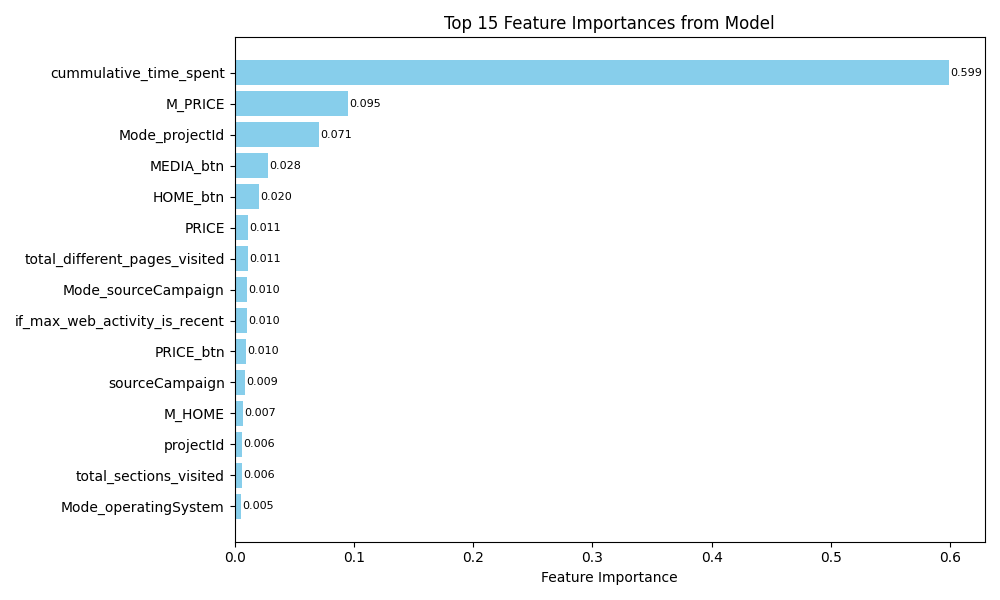 Top 15 Feature Importances from Model
cummulative_time_spent 0.599
M_PRICE 0.095
Mode_projectId 0.071
MEDIA_btn 0.028
HOME_btn 0.020
PRICE 0.011
total_different_pages_visited 0.011
Mode_sourceCampaign 0.010
if_max_web_activity_is_recent 0.010
PRICE_btn 0.010
sourceCampaign 0.009
M_HOME 0.007
projectId 0.006
total_sections_visited 0.006
Mode_operatingSystem 0.005
0.0 0.1 0.2 0.3 0.4 0.5 0.6
Feature Importance